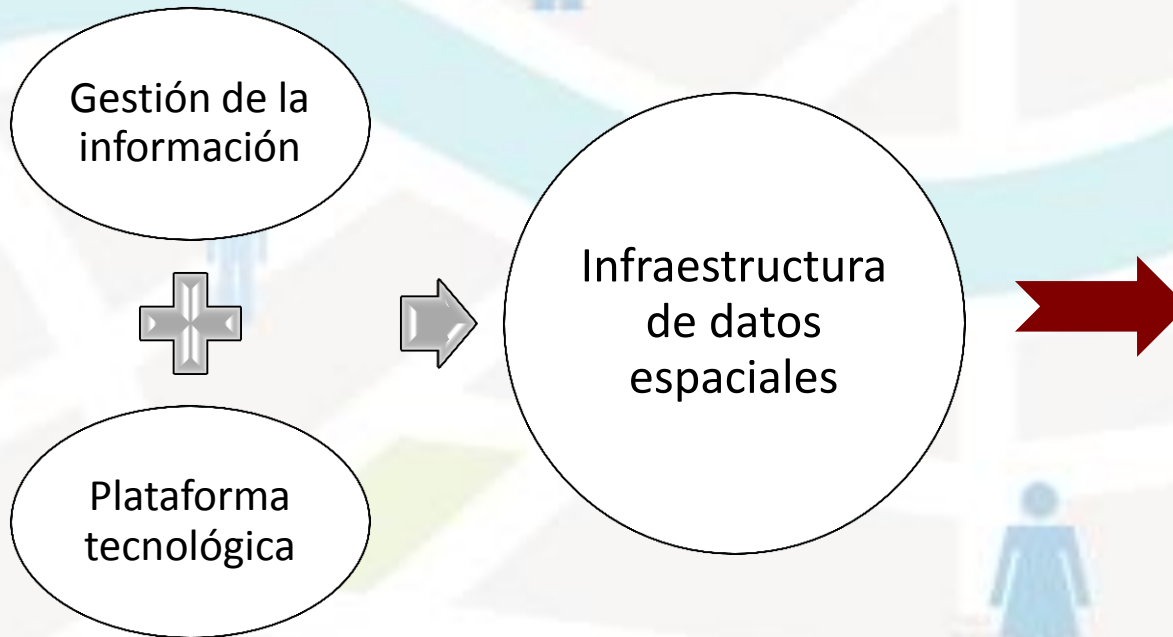 Gestión de la
información
Plataforma
tecnológica
Infraestructura
de datos
espaciales